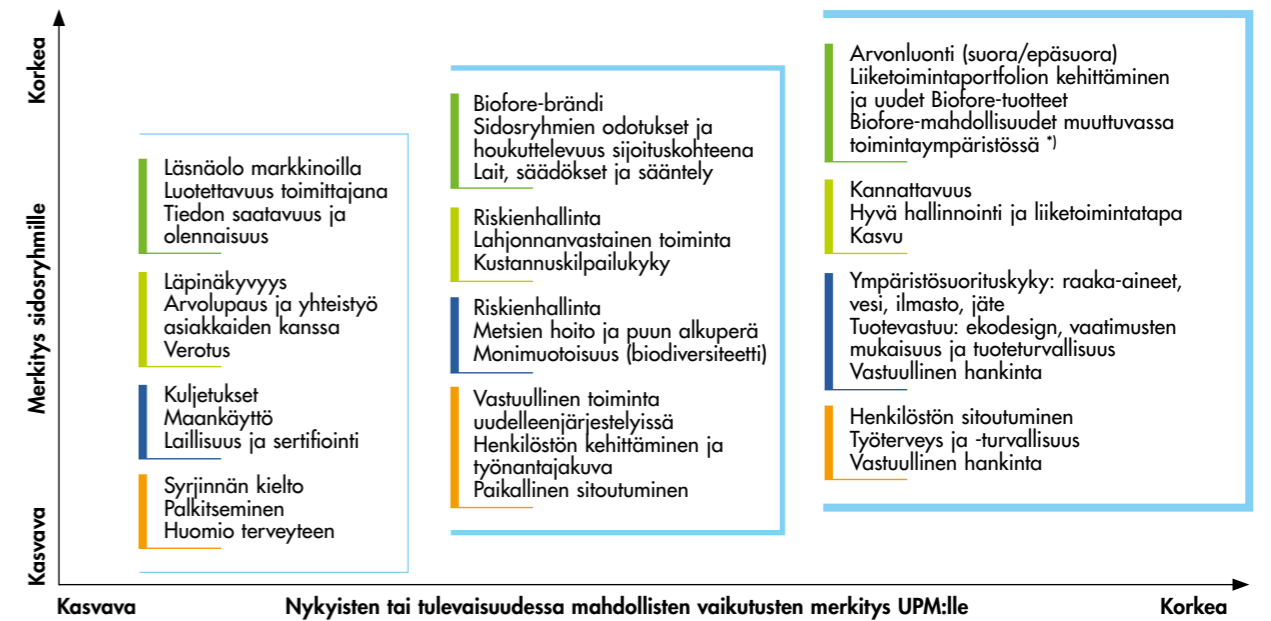 Korkea
Merkitys sidosryhmille
Kasvava
Läsnäolo markkinoilla
Luotettavuus toimittajana
Tiedon saatavuus ja
olennaisuus
Läpinäkyvyys
Arvolupaus ja yhteistyö
asiakkaiden kanssa
Verotus
Kuljetukset
Maankäyttö
Laillisuus ja sertifiointi
Syrjinnän kielto
Palkitseminen
Huomio terveyteen
Biofore-brändi
Sidosryhmien odotukset ja
houkuttelevuus sijoituskohteena
Lait, säädökset ja sääntely
Riskienhallinta
Lahjonnanvastainen toiminta
Kustannuskilpailukyky
Riskienhallinta
Metsien hoito ja puun alkuperä
Monimuotoisuus (biodiversiteetti)
Vastuullinen toiminta
uudelleenjärjestelyissä
Henkilöstön kehittäminen ja
työnantajakuva
Paikallinen sitoutuminen
Arvonluonti (suora/epäsuora)
Liiketoimintaportfolion kehittäminen
ja uudet Biofore-tuotteet
Biofore-mahdollisuudet muuttuvassa
toimintaympäristössä *)
Kannattavuus
Hyvä hallinnointi ja liiketoimintatapa
Kasvu
Ympäristösuorituskyky: raaka-aineet,
vesi, ilmasto, jäte
Tuotevastuu: ekodesign, vaatimusten
mukaisuus ja tuoteturvallisuus
Vastuullinen hankinta
Henkilöstön sitoutuminen
Työterveys ja -turvallisuus
Vastuullinen hankinta
Kasvava
Nykyisten tai tulevaisuudessa mahdollisten vaikutusten merkitys UPM:lle
Korkea